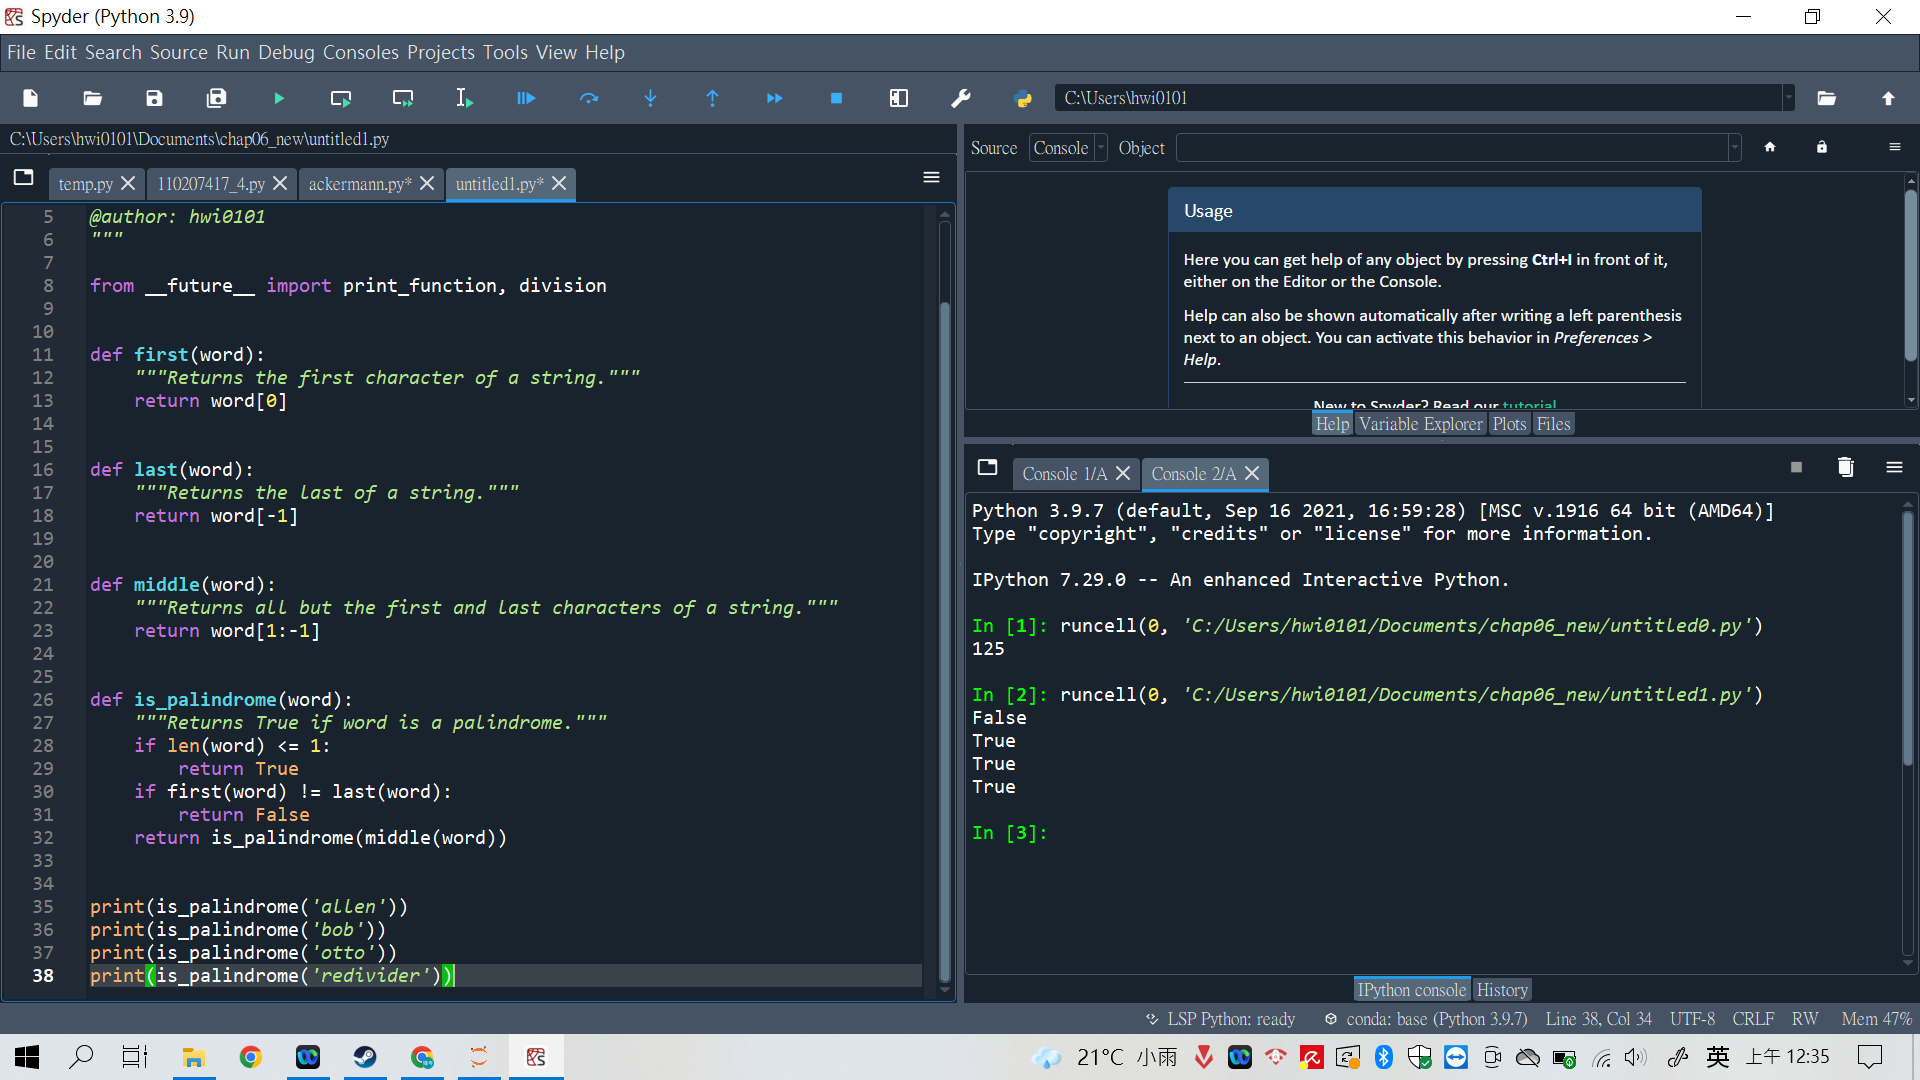 Spyder (Python 3.9)
File Edit Search Source Run Debug Consoles Projects Tools View Help
C:\Users\hwi0101
C:\Users\hwi0101\Documents\chap06_new\untitled1.py
temp.py 110207417_4.py ackermann.py* untitled1.py*
5 @author: hwi0101
6 """
7
8 from __future__ import print_function, division
9
10
11 def first(word):
12     """Returns the first character of a string."""
13     return word[0]
14
15
16 def last(word):
17     """Returns the last of a string."""
18     return word[-1]
19
20
21 def middle(word):
22     """Returns all but the first and last characters of a string."""
23     return word[1:-1]
24
25
26 def is_palindrome(word):
27     """Returns True if word is a palindrome."""
28     if len(word) <= 1:
29         return True
30     if first(word) != last(word):
31         return False
32     return is_palindrome(middle(word))
33
34
35 print(is_palindrome('allen'))
36 print(is_palindrome('bob'))
37 print(is_palindrome('otto'))
38 print(is_palindrome('redivider'))
Source Console Object
Usage
Here you can get help of any object by pressing Ctrl+I in front of it,
either on the Editor or the Console.
Help can also be shown automatically after writing a left parenthesis
next to an object. You can activate this behavior in Preferences >
Help.
New to Spyder? Read our tutorial
Help Variable Explorer Plots Files
Console 1/A Console 2/A
Python 3.9.7 (default, Sep 16 2021, 16:59:28) [MSC v.1916 64 bit (AMD64)]
Type "copyright", "credits" or "license" for more information.
IPython 7.29.0 -- An enhanced Interactive Python.
In [1]: runcell(0, 'C:/Users/hwi0101/Documents/chap06_new/untitled0.py')
125
In [2]: runcell(0, 'C:/Users/hwi0101/Documents/chap06_new/untitled1.py')
False
True
True
True
In [3]:
IPython console History
LSP Python: ready conda: base (Python 3.9.7) Line 38, Col 34 UTF-8 CRLF RW Mem 47%
21°C 小雨 英 上午 12:35